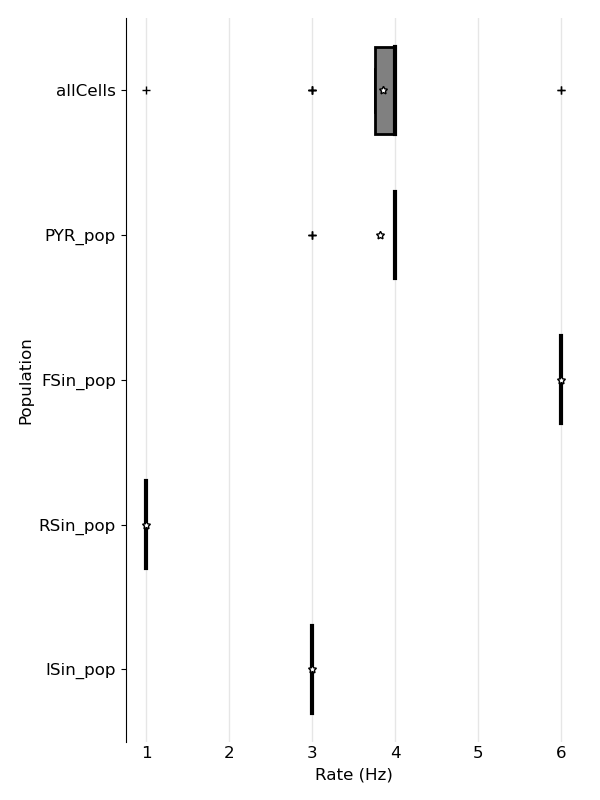 allCells
PYR_pop
FSin_pop
RSin_pop
ISin_pop
Population
1 2 3 4 5 6
Rate (Hz)